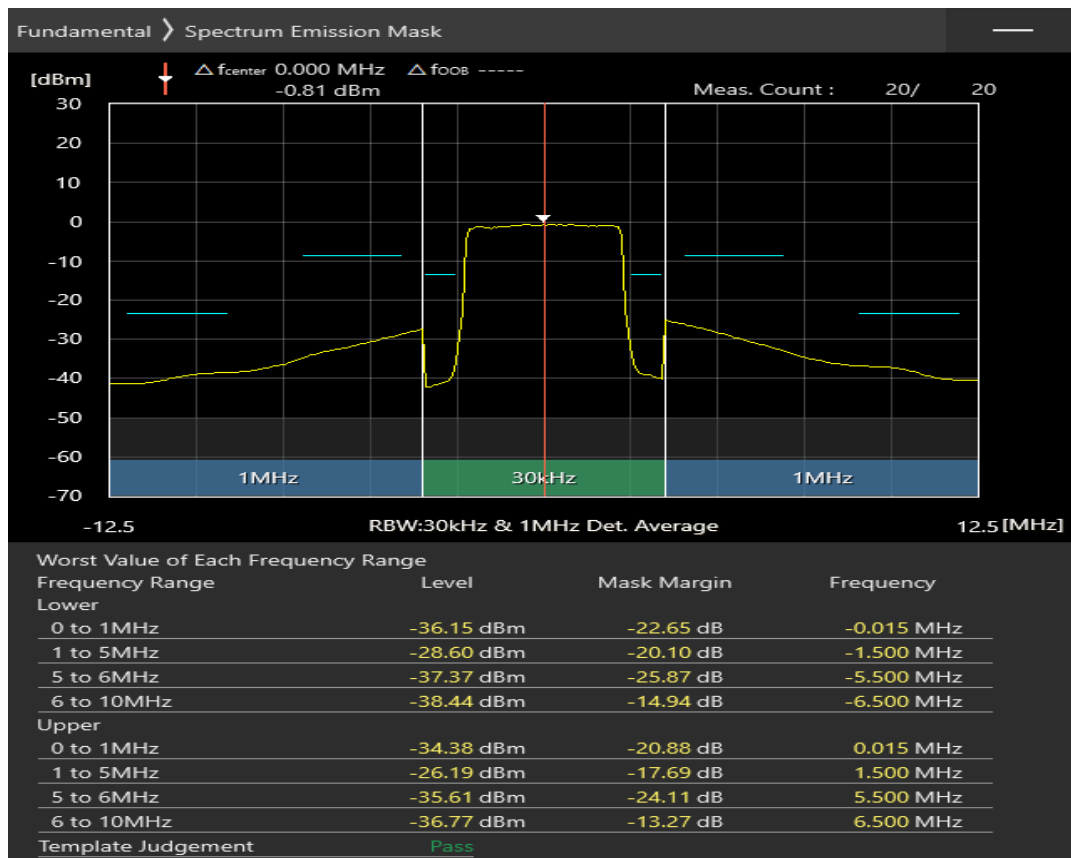 Fundamental ❯ Spectrum Emission Mask
[dBm] △ fcenter 0.000 MHz △ fOOB -----
-0.81 dBm Meas. Count : 20/ 20
30
20
10
0
-10
-20
-30
-40
-50
-60
1MHz 30kHz 1MHz
-70
-12.5 RBW:30kHz & 1MHz Det. Average 12.5 [MHz]
Worst Value of Each Frequency Range
Frequency Range Level Mask Margin Frequency
Lower
0 to 1MHz -36.15 dBm -22.65 dB -0.015 MHz
1 to 5MHz -28.60 dBm -20.10 dB -1.500 MHz
5 to 6MHz -37.37 dBm -25.87 dB -5.500 MHz
6 to 10MHz -38.44 dBm -14.94 dB -6.500 MHz
Upper
0 to 1MHz -34.38 dBm -20.88 dB 0.015 MHz
1 to 5MHz -26.19 dBm -17.69 dB 1.500 MHz
5 to 6MHz -35.61 dBm -24.11 dB 5.500 MHz
6 to 10MHz -36.77 dBm -13.27 dB 6.500 MHz
Template Judgement Pass